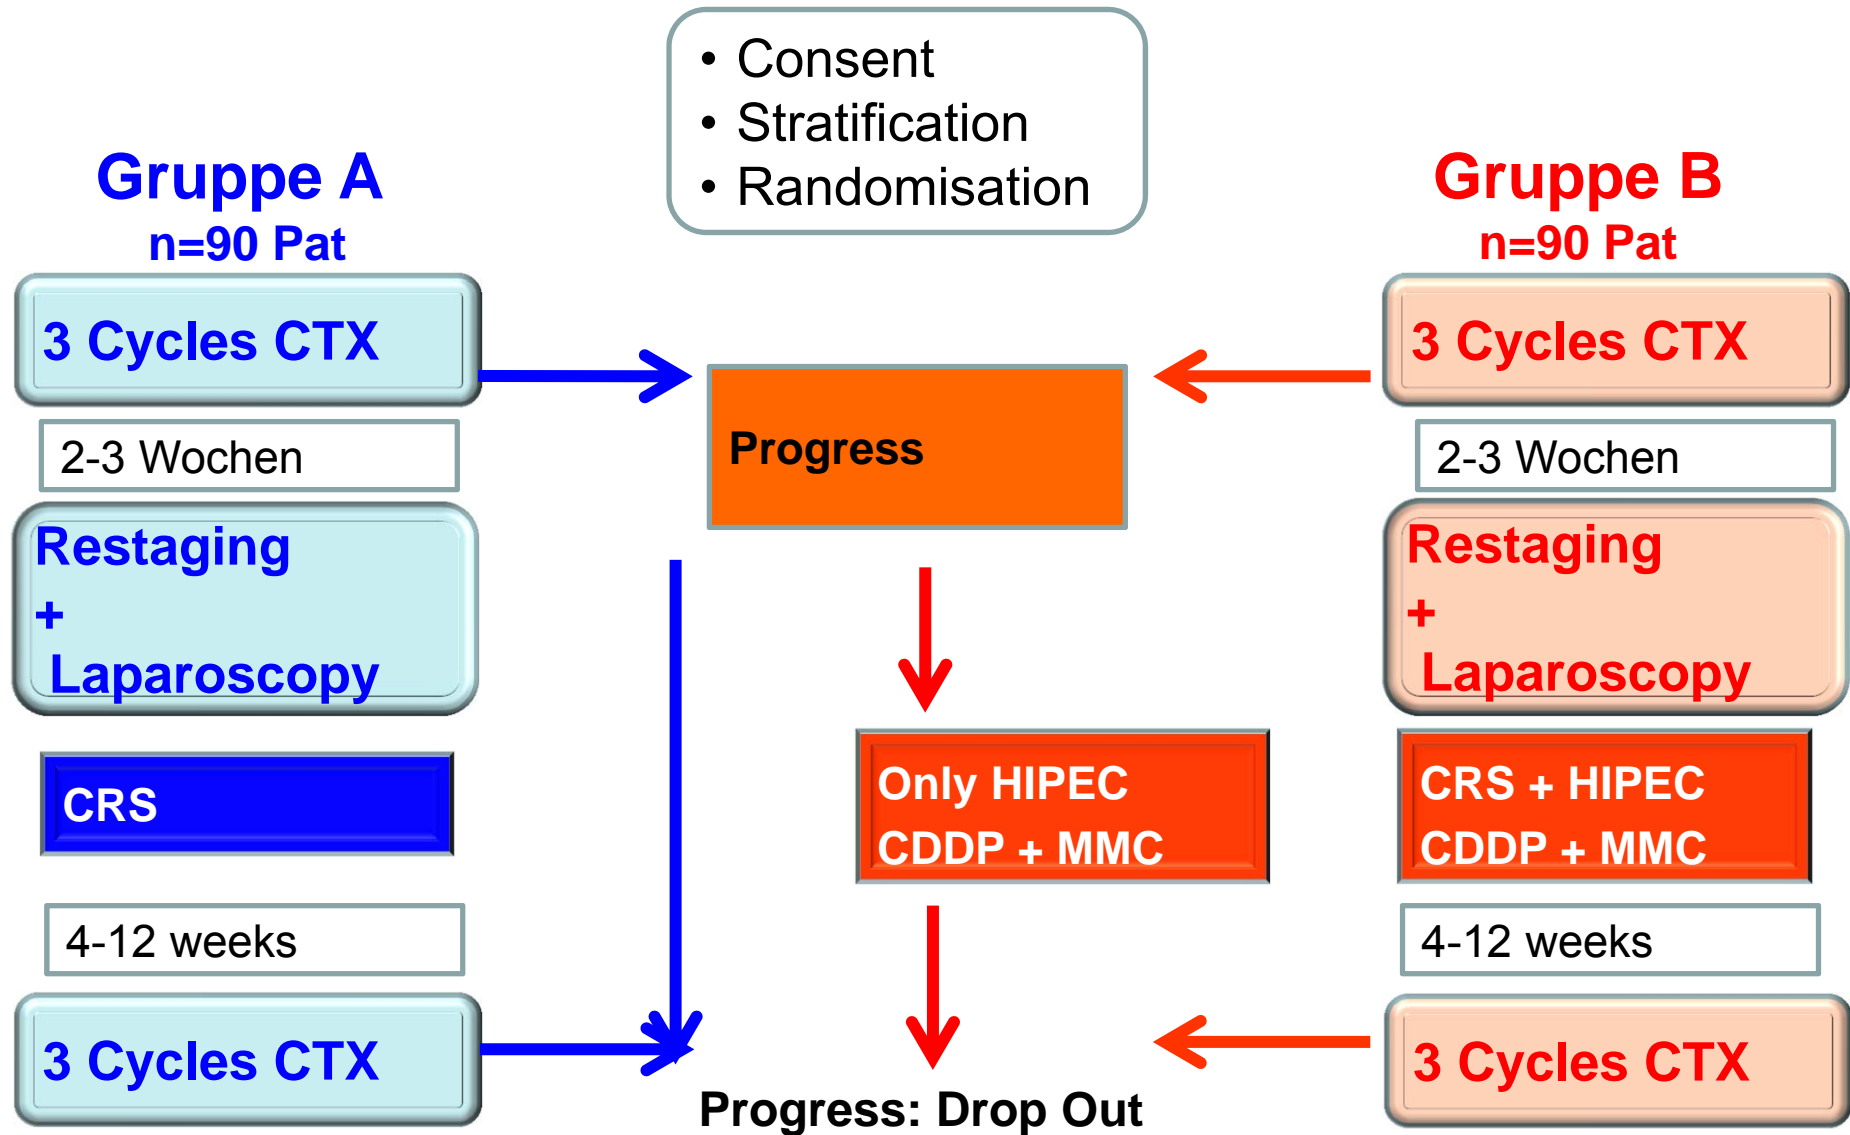 • Consent
• Stratification
• Randomisation
Gruppe A
n=90 Pat
3 Cycles CTX
2-3 Wochen
Restaging
+
Laparoscopy
CRS
4-12 weeks
3 Cycles CTX
Progress
Only HIPEC
CDDP + MMC
Progress: Drop Out
Gruppe B
n=90 Pat
3 Cycles CTX
2-3 Wochen
Restaging
+
Laparoscopy
CRS + HIPEC
CDDP + MMC
4-12 weeks
3 Cycles CTX